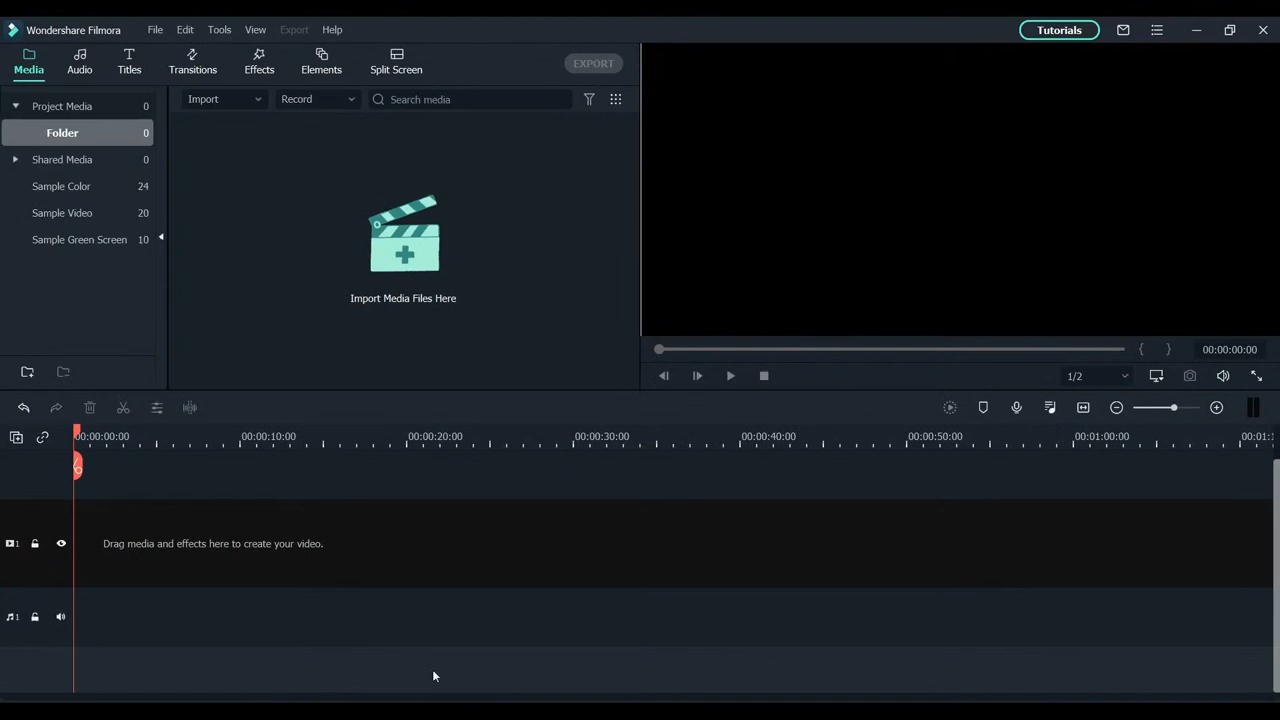 Wondershare Filmora File Edit Tools View Export Help Tutorials
Media Audio Titles Transitions Effects Elements Split Screen EXPORT
Project Media 0
Folder 0
Shared Media 0
Sample Color 24
Sample Video 20
Sample Green Screen 10
Import Record Search media
Import Media Files Here
00:00:00:00
1/2
00:00:00:00 00:00:10:00 00:00:20:00 00:00:30:00 00:00:40:00 00:00:50:00 00:01:00:00 00:01:1
1 Drag media and effects here to create your video.
1